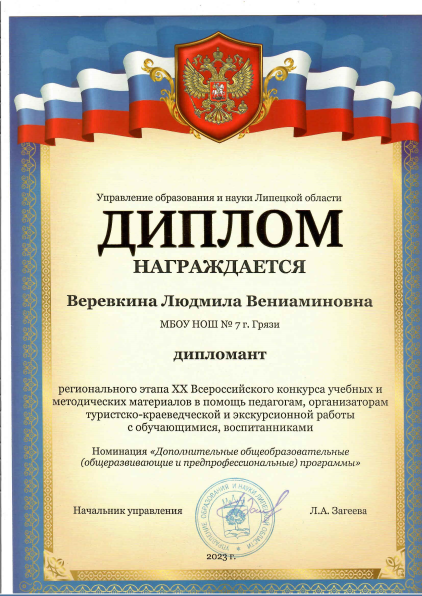 Управление образования и науки Липецкой области
ДИПЛОМ
НАГРАЖДАЕТСЯ
Веревкина Людмила Вениаминовна
МБОУ НОШ № 7 г. Грязи
дипломант
регионального этапа XX Всероссийского конкурса учебных и
методических материалов в помощь педагогам, организаторам
туристско-краеведческой и экскурсионной работы
с обучающимися, воспитанниками
Номинация «Дополнительные общеобразовательные
(общеразвивающие и предпрофессиональные) программы»
Начальник управления
Л.А. Загеева
2023 г.